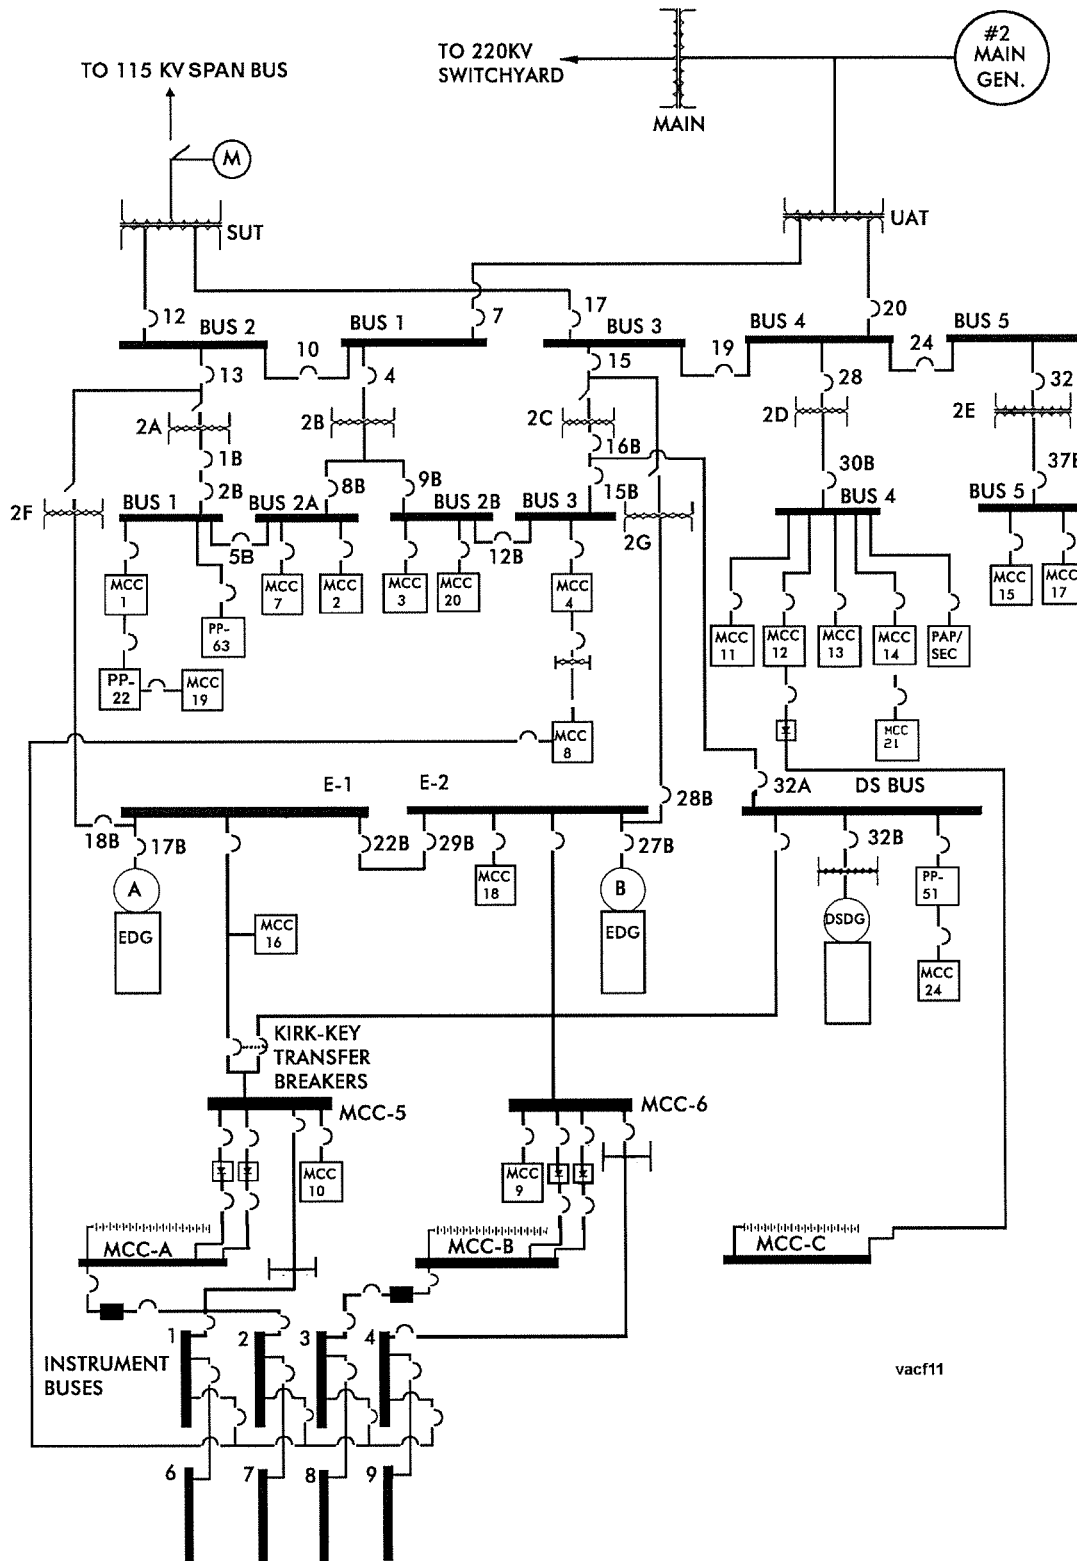 #2
MAIN
GEN.
TO 220KV
SWITCHYARD
TO 115 KV SPAN BUS
MAIN
M
SUT
UAT
12
BUS 2
10
BUS 1
7
17
BUS 3
19
BUS 4
20
24
BUS 5
13
4
15
28
32
2A
2B
2C
2D
2E
1B
16B
30B
37B
2B
8B
9B
15B
2F
BUS 1
BUS 2A
BUS 2B
BUS 3
2G
BUS 4
BUS 5
5B
12B
MCC
1
MCC
7
MCC
2
MCC
3
MCC
20
MCC
4
MCC
15
MCC
17
PP-
63
MCC
11
MCC
12
MCC
13
MCC
14
PAP/
SEC
PP-
22
MCC
19
MCC
8
MCC
21
E-1
E-2
28B
32A
DS BUS
18B
17B
22B
29B
27B
32B
A
MCC
18
B
PP-
51
EDG
MCC
16
EDG
DSDG
MCC
24
KIRK-KEY
TRANSFER
BREAKERS
MCC-5
MCC-6
MCC
10
MCC
9
MCC-A
MCC-B
MCC-C
1
2
3
4
INSTRUMENT
BUSES
vacf11
6
7
8
9